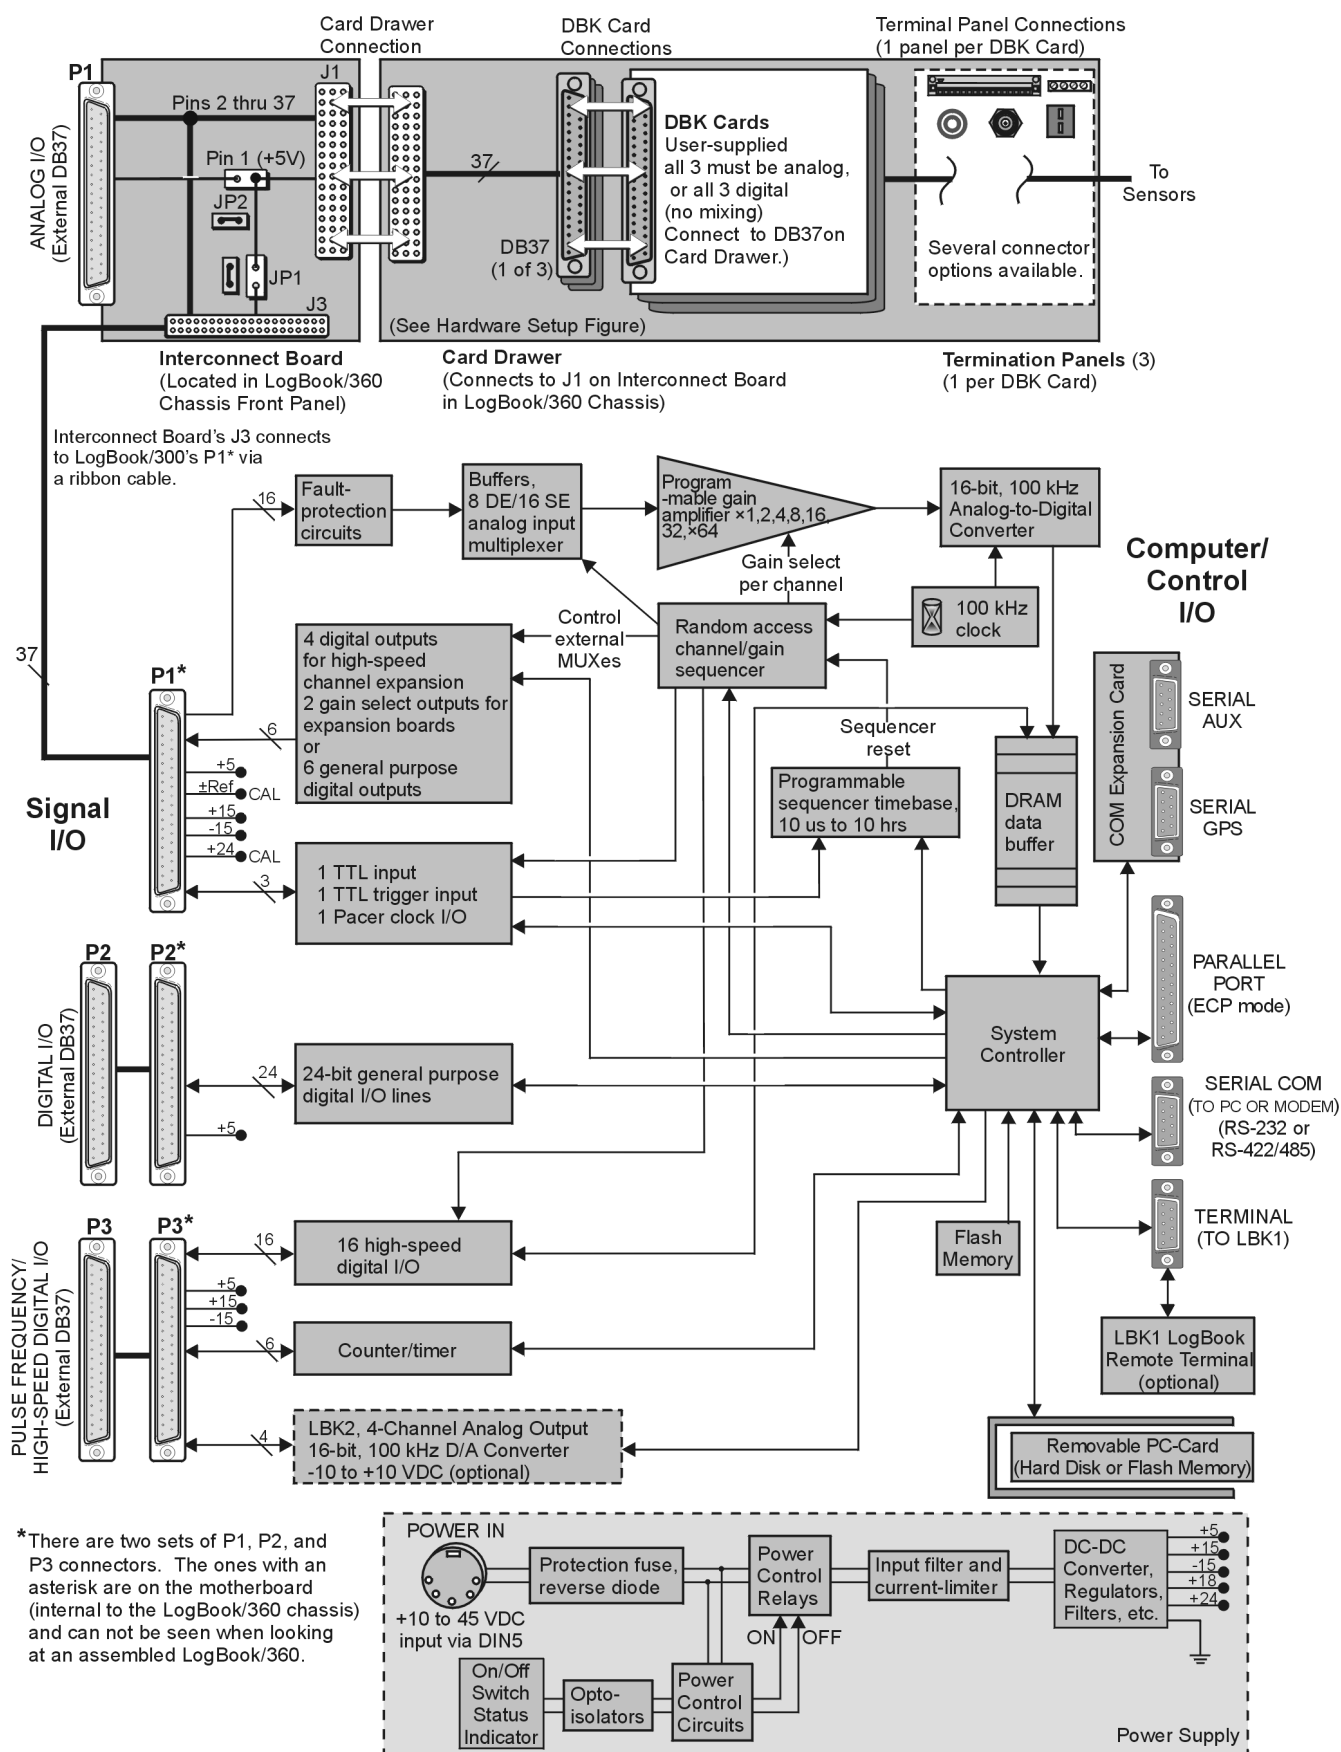 Card Drawer
Connection
DBK Card
Connections
Terminal Panel Connections
(1 panel per DBK Card)
P1
J1
Pins 2 thru 37
Pin 1 (+5V)
JP2
JP1
J3
ANALOG I/O
(External DB37)
37
DB37
(1 of 3)
DBK Cards
User-supplied
all 3 must be analog,
or all 3 digital
(no mixing)
Connect to DB37on
Card Drawer.)
Several connector
options available.
To
Sensors
(See Hardware Setup Figure)
Interconnect Board
(Located in LogBook/360
Chassis Front Panel)
Card Drawer
(Connects to J1 on Interconnect Board
in LogBook/360 Chassis)
Termination Panels (3)
(1 per DBK Card)
Interconnect Board's J3 connects
to LogBook/300's P1* via
a ribbon cable.
16
Fault-
protection
circuits
Buffers,
8 DE/16 SE
analog input
multiplexer
Program
-mable gain
amplifier ×1,2,4,8,16,
32,×64
16-bit, 100 kHz
Analog-to-Digital
Converter
Gain select
per channel
100 kHz
clock
Computer/
Control
I/O
Control
external
MUXes
Random access
channel/gain
sequencer
4 digital outputs
for high-speed
channel expansion
2 gain select outputs for
expansion boards
or
6 general purpose
digital outputs
37
P1*
6
+5
±Ref
CAL
+15
-15
+24
CAL
3
Signal
I/O
Sequencer
reset
Programmable
sequencer timebase,
10 us to 10 hrs
DRAM
data
buffer
COM Expansion Card
SERIAL
AUX
SERIAL
GPS
1 TTL input
1 TTL trigger input
1 Pacer clock I/O
P2
P2*
DIGITAL I/O
(External DB37)
24
+5
24-bit general purpose
digital I/O lines
System
Controller
PARALLEL
PORT
(ECP mode)
SERIAL COM
(TO PC OR MODEM)
(RS-232 or
RS-422/485)
TERMINAL
(TO LBK1)
P3
P3*
PULSE FREQUENCY/
HIGH-SPEED DIGITAL I/O
(External DB37)
16
+5
+15
-15
6
4
16 high-speed
digital I/O
Counter/timer
LBK2, 4-Channel Analog Output
16-bit, 100 kHz D/A Converter
-10 to +10 VDC (optional)
Flash
Memory
LBK1 LogBook
Remote Terminal
(optional)
Removable PC-Card
(Hard Disk or Flash Memory)
*There are two sets of P1, P2, and
P3 connectors. The ones with an
asterisk are on the motherboard
(internal to the LogBook/360 chassis)
and can not be seen when looking
at an assembled LogBook/360.
POWER IN
+10 to 45 VDC
input via DIN5
Protection fuse,
reverse diode
Power
Control
Relays
Input filter and
current-limiter
DC-DC
Converter,
Regulators,
Filters, etc.
+5
+15
-15
+18
+24
ON
OFF
On/Off
Switch
Status
Indicator
Opto-
isolators
Power
Control
Circuits
Power Supply